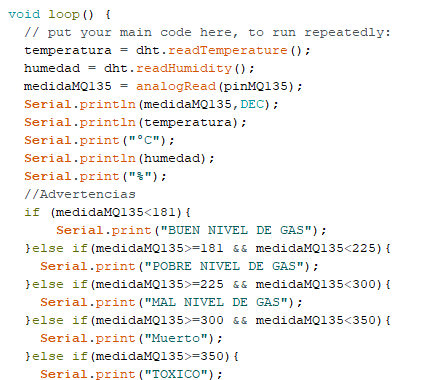 void loop() {
  // put your main code here, to run repeatedly:
  temperatura = dht.readTemperature();
  humedad = dht.readHumidity();
  medidaMQ135 = analogRead(pinMQ135);
  Serial.println(medidaMQ135,DEC);
  Serial.println(temperatura);
  Serial.print("°C");
  Serial.println(humedad);
  Serial.print("%");
  //Advertencias
  if (medidaMQ135<181){
      Serial.print("BUEN NIVEL DE GAS");
  }else if(medidaMQ135>=181 && medidaMQ135<225){
    Serial.print("POBRE NIVEL DE GAS");
  }else if(medidaMQ135>=225 && medidaMQ135<300){
    Serial.print("MAL NIVEL DE GAS");
  }else if(medidaMQ135>=300 && medidaMQ135<350){
    Serial.print("Muerto");
  }else if(medidaMQ135>=350){
    Serial.print("TOXICO");